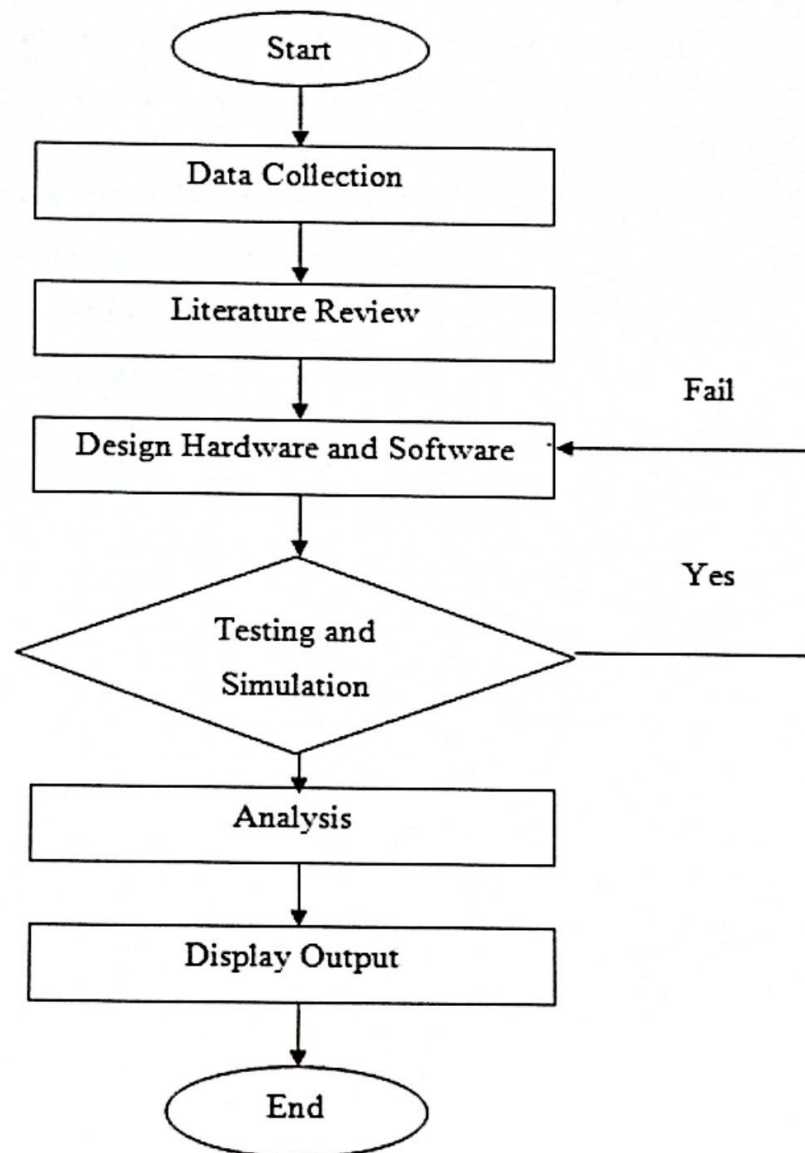 Start
Data Collection
Literature Review
Fail
Design Hardware and Software
Yes
Testing and
Simulation
Analysis
Display Output
End